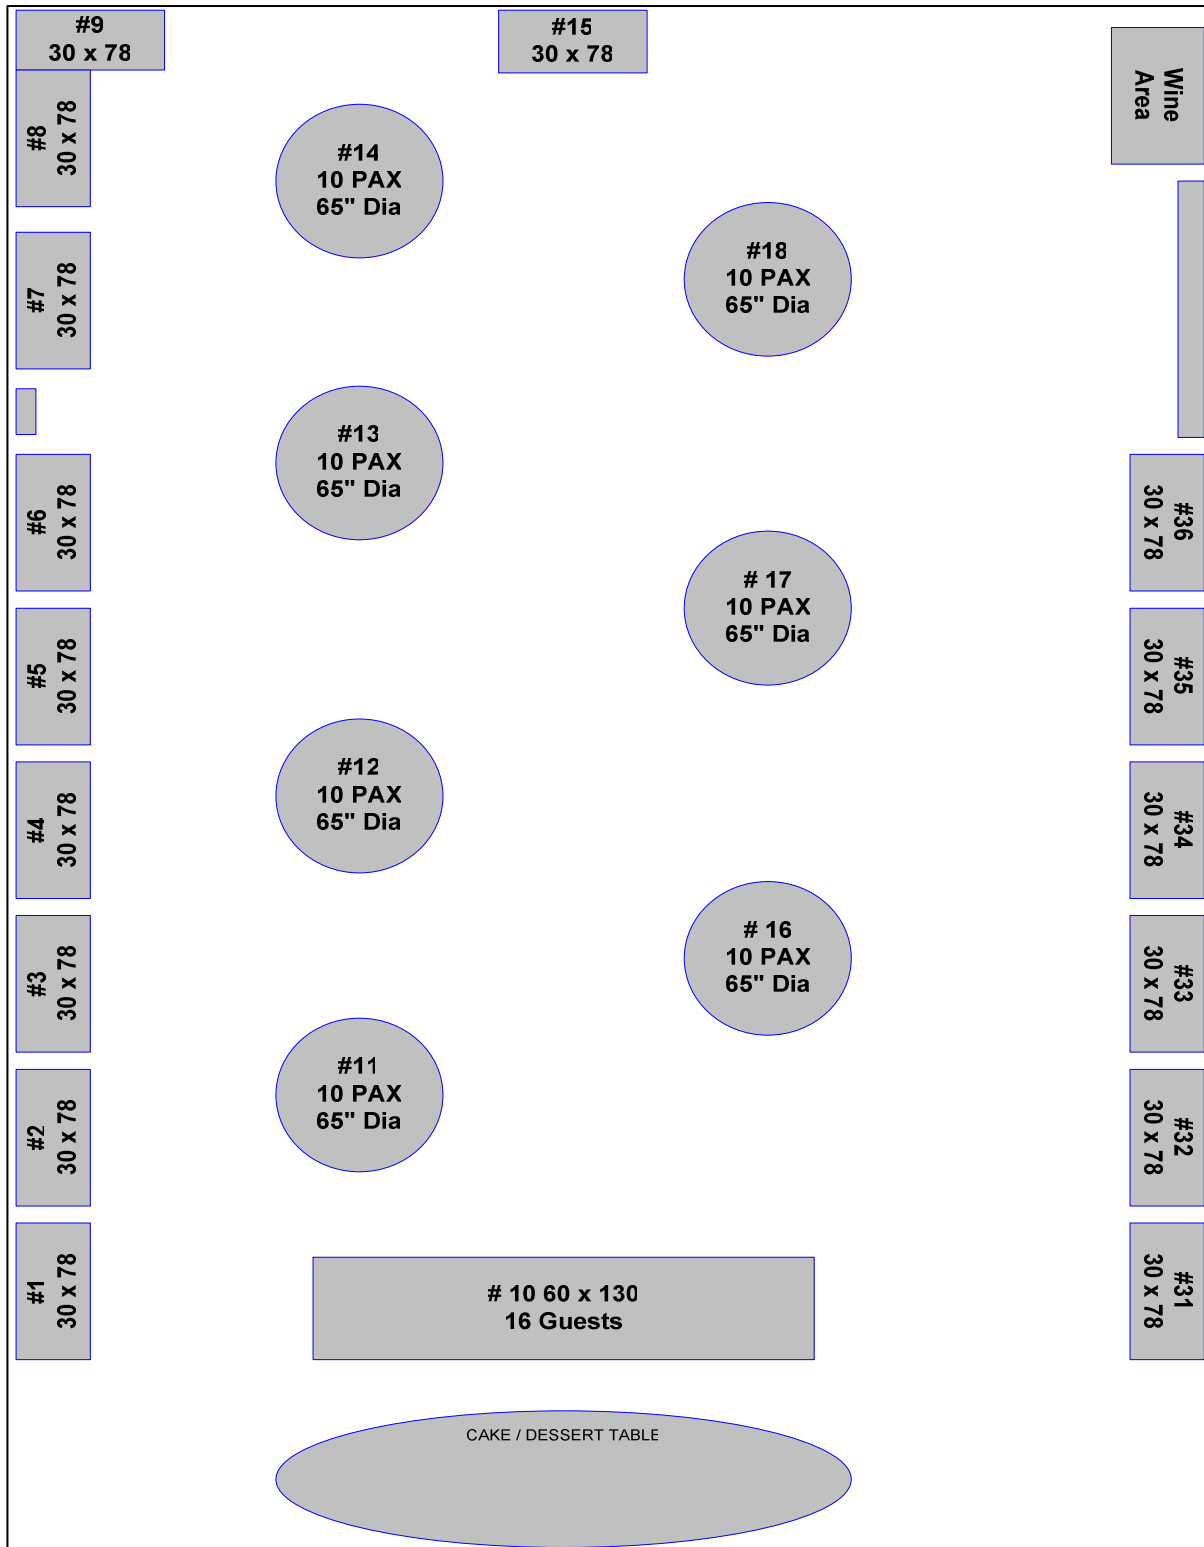 #9
30 x 78
#15
30 x 78
Wine
Area
#8
30 x 78
#14
10 PAX
65" Dia
#18
10 PAX
65" Dia
#7
30 x 78
#13
10 PAX
65" Dia
#6
30 x 78
#36
30 x 78
# 17
10 PAX
65" Dia
#5
30 x 78
#35
30 x 78
#12
10 PAX
65" Dia
#4
30 x 78
#34
30 x 78
# 16
10 PAX
65" Dia
#3
30 x 78
#33
30 x 78
#11
10 PAX
65" Dia
#2
30 x 78
#32
30 x 78
#1
30 x 78
# 10 60 x 130
16 Guests
#31
30 x 78
CAKE / DESSERT TABLE